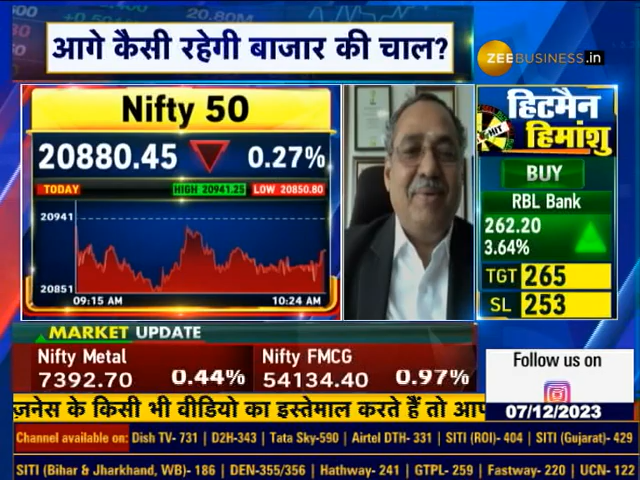 आगे कैसी रहेगी बाजार की चाल?
ZEEBUSINESS.in
Nifty 50
20880.45 0.27%
TODAY HIGH 20941.25 LOW 20850.80
20941
20851
09:15 AM 10:24 AM
हिटमैन
हिमांशु
HIT
BUY
RBL Bank
262.20
3.64%
TGT 265
SL 253
MARKET UPDATE
Nifty Metal
7392.70 0.44%
Nifty FMCG
54134.40 0.97%
Follow us on
ज़नेस के किसी भी वीडियो का इस्तेमाल करते हैं तो आप
07/12/2023
Channel available on: Dish TV- 731 | D2H-343 | Tata Sky-590 | Airtel DTH- 331 | SITI (ROI)- 404 | SITI (Gujarat)- 429
SITI (Bihar & Jharkhand, WB)- 186 | DEN-355/356 | Hathway- 241 | GTPL- 259 | Fastway- 220 | UCN- 122